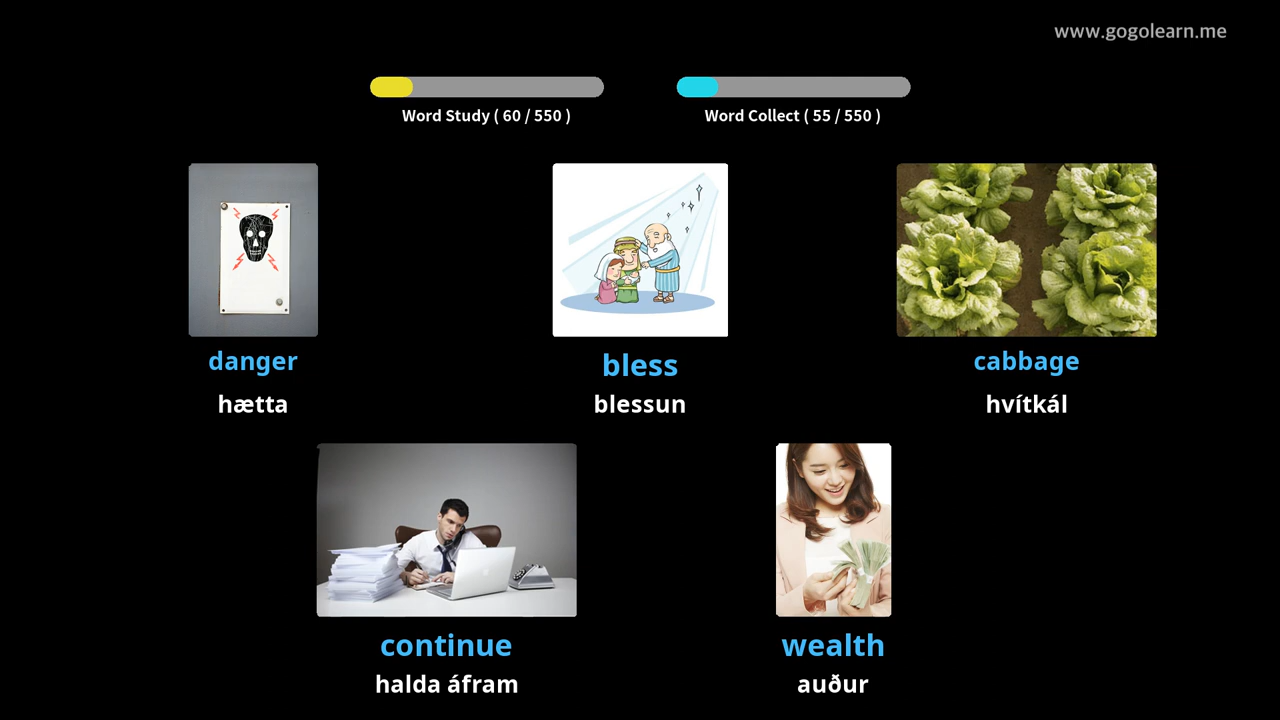 www.gogolearn.me
Word Study ( 60 / 550 )
Word Collect ( 55 / 550 )
danger
bless
cabbage
hætta
blessun
hvítkál
continue
wealth
halda áfram
auður